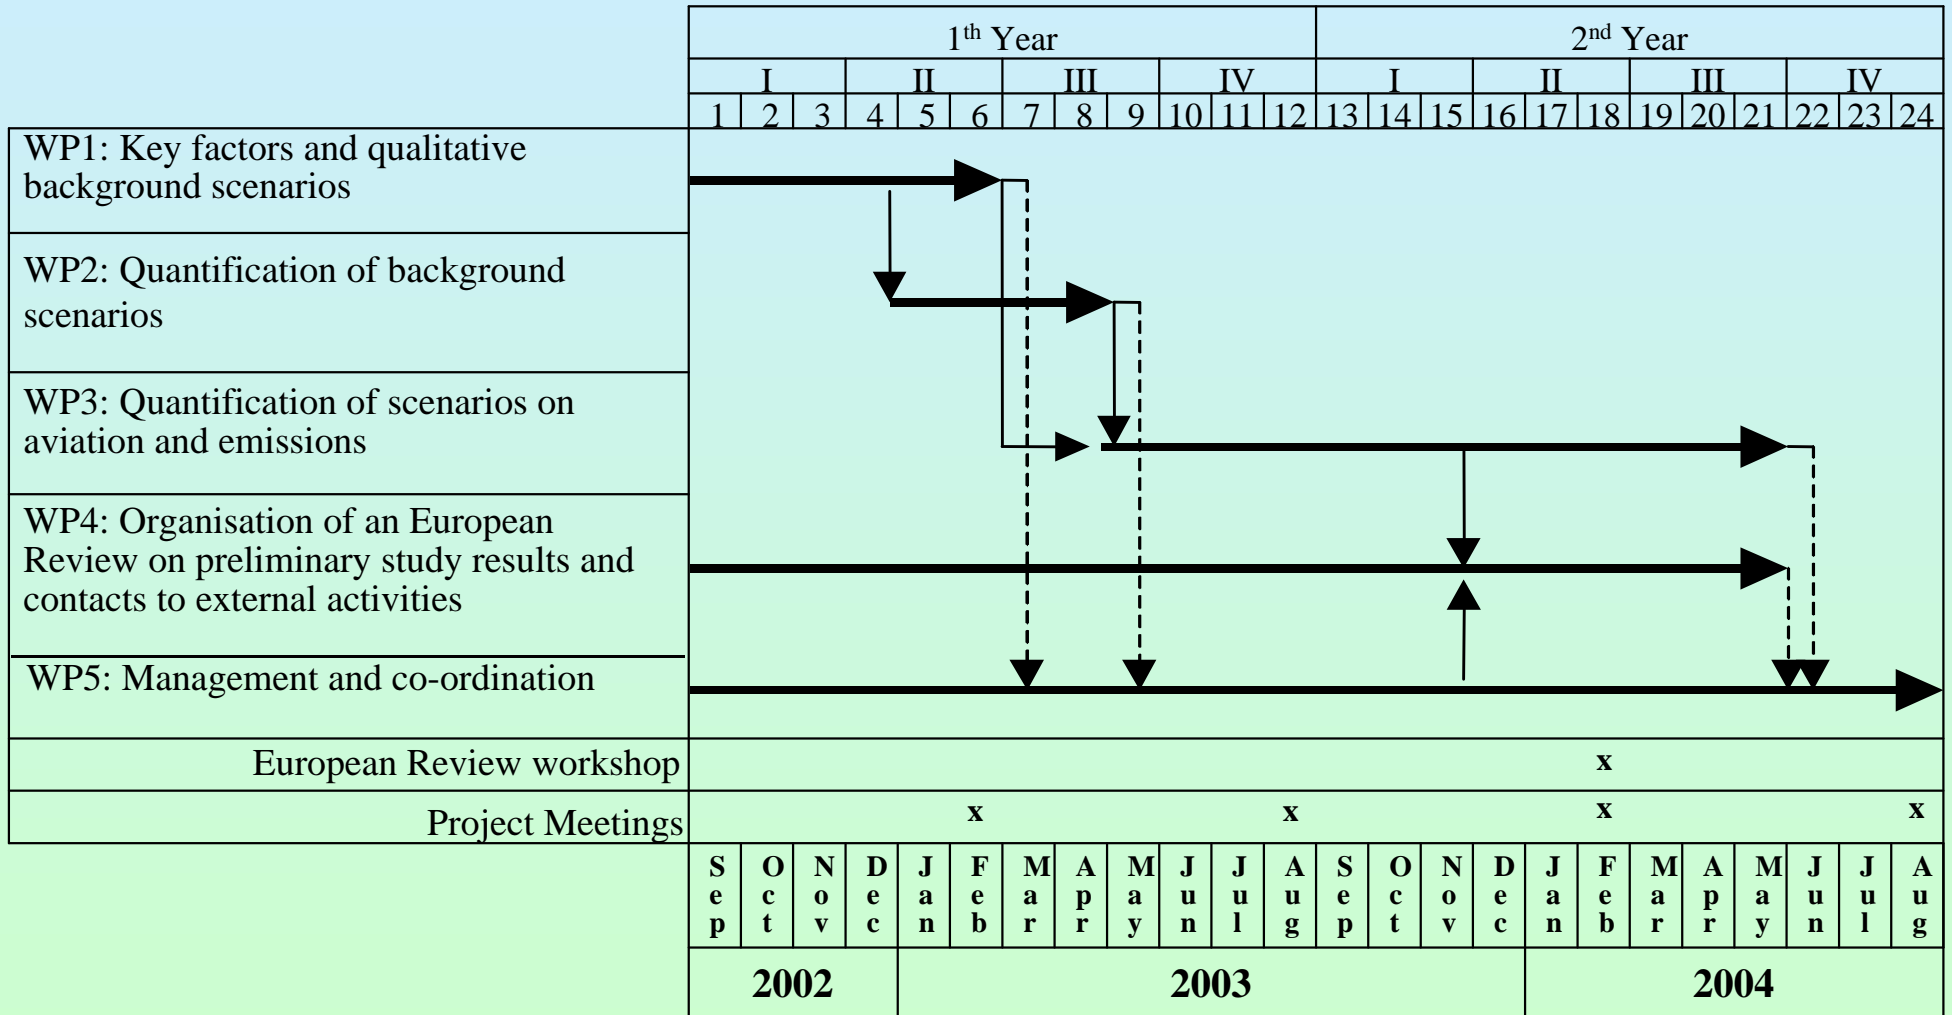 1th Year 2nd Year
I II III IV I II III IV
1 2 3 4 5 6 7 8 9 10 11 12 13 14 15 16 17 18 19 20 21 22 23 24
WP1: Key factors and qualitative
background scenarios
WP2: Quantification of background
scenarios
WP3: Quantification of scenarios on
aviation and emissions
WP4: Organisation of an European
Review on preliminary study results and
contacts to external activities
WP5: Management and co-ordination
European Review workshop x
Project Meetings x x x x
Sep Oct Nov Dec Jan Feb Mar Apr May Jun Jul Aug Sep Oct Nov Dec Jan Feb Mar Apr May Jun Jul Aug
2002 2003 2004